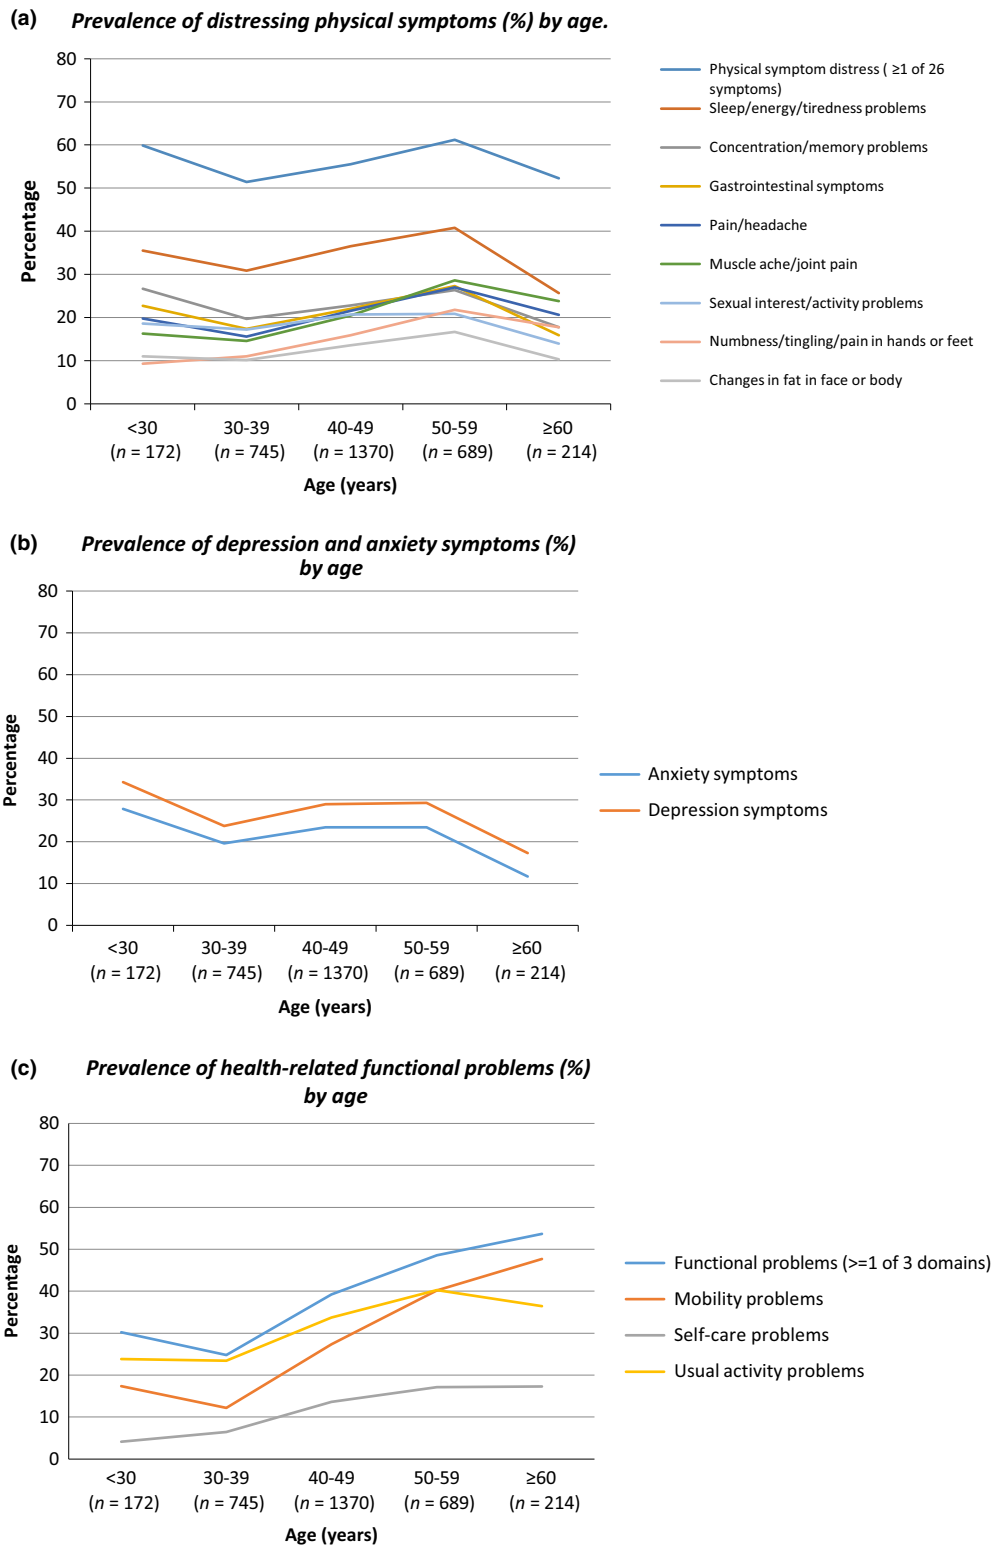 (a) Prevalence of distressing physical symptoms (%) by age.
80
70
60
50
40
30
20
10
0
Percentage
<30 30-39 40-49 50-59 ≥60
(n = 172) (n = 745) (n = 1370) (n = 689) (n = 214)
Age (years)
Physical symptom distress ( ≥1 of 26
symptoms)
Sleep/energy/tiredness problems
Concentration/memory problems
Gastrointestinal symptoms
Pain/headache
Muscle ache/joint pain
Sexual interest/activity problems
Numbness/tingling/pain in hands or feet
Changes in fat in face or body
(b) Prevalence of depression and anxiety symptoms (%)
by age
80
70
60
50
40
30
20
10
0
Percentage
<30 30-39 40-49 50-59 ≥60
(n = 172) (n = 745) (n = 1370) (n = 689) (n = 214)
Age (years)
Anxiety symptoms
Depression symptoms
(c) Prevalence of health-related functional problems (%)
by age
80
70
60
50
40
30
20
10
0
Percentage
<30 30-39 40-49 50-59 ≥60
(n = 172) (n = 745) (n = 1370) (n = 689) (n = 214)
Age (years)
Functional problems (>=1 of 3 domains)
Mobility problems
Self-care problems
Usual activity problems